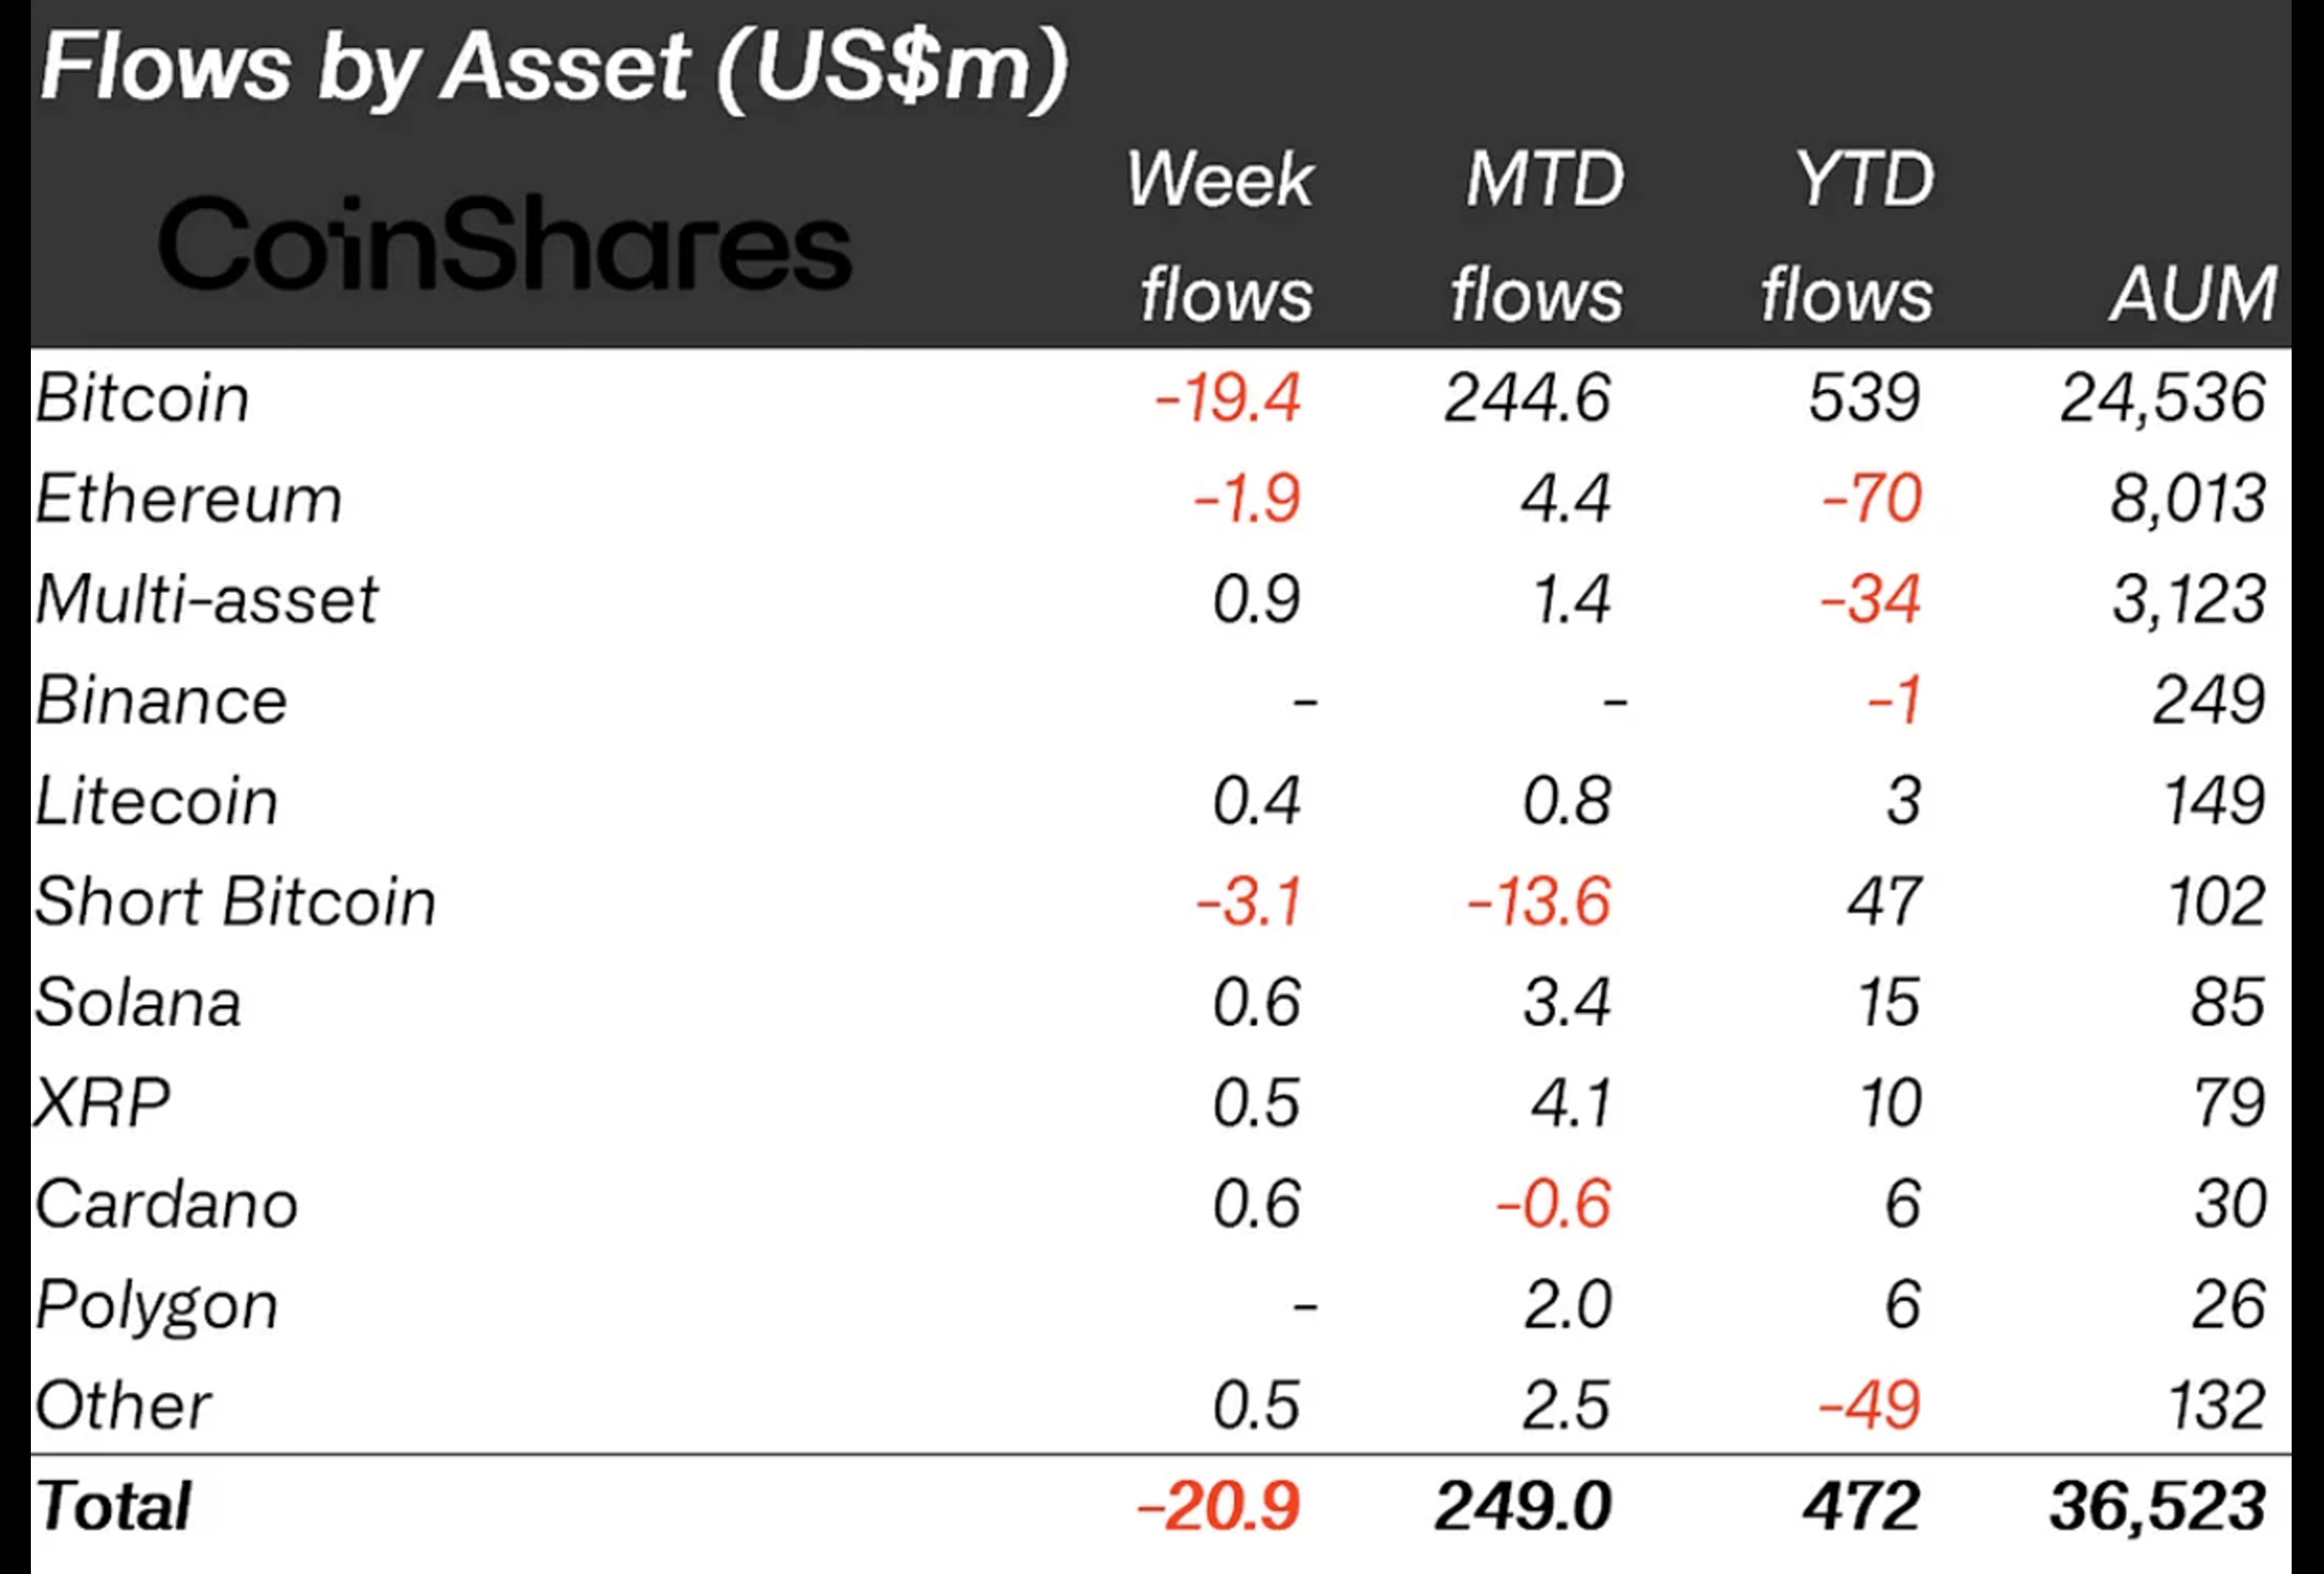 Flows by Asset (US$m)
CoinShares
Week flows MTD flows YTD flows AUM
Bitcoin -19.4 244.6 539 24,536
Ethereum -1.9 4.4 -70 8,013
Multi-asset 0.9 1.4 -34 3,123
Binance - - -1 249
Litecoin 0.4 0.8 3 149
Short Bitcoin -3.1 -13.6 47 102
Solana 0.6 3.4 15 85
XRP 0.5 4.1 10 79
Cardano 0.6 -0.6 6 30
Polygon - 2.0 6 26
Other 0.5 2.5 -49 132
Total -20.9 249.0 472 36,523